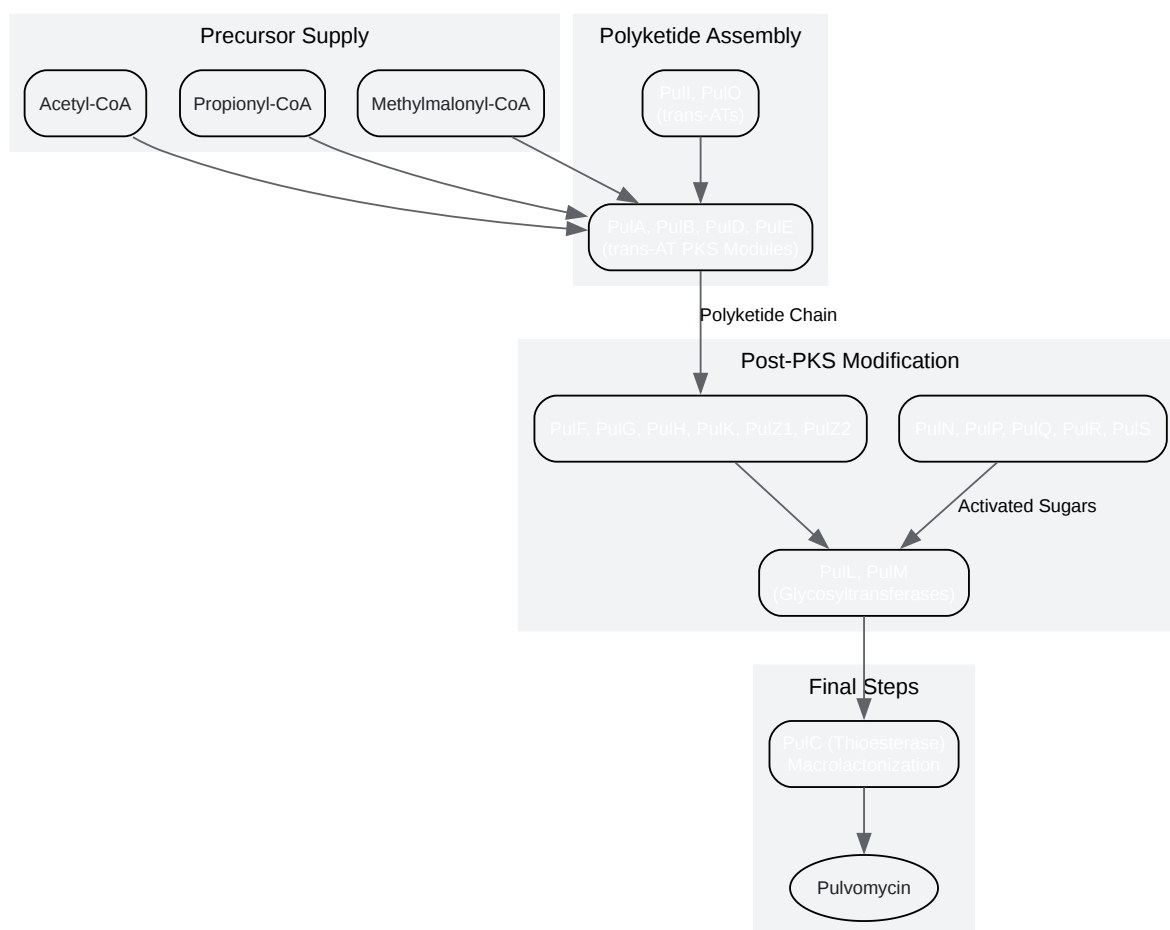 Precursor Supply
Polyketide Assembly
Acetyl-CoA
Propionyl-CoA
Methylmalonyl-CoA
PulI, PulO
(trans-ATs)
PulA, PulB, PulD, PulE
(trans-AT PKS Modules)
Polyketide Chain
Post-PKS Modification
PulF, PulG, PulH, PulK, PulZ1, PulZ2
PulN, PulP, PulQ, PulR, PulS
Activated Sugars
PulL, PulM
(Glycosyltransferases)
Final Steps
PulC (Thioesterase)
Macrolactonization
Pulvomycin